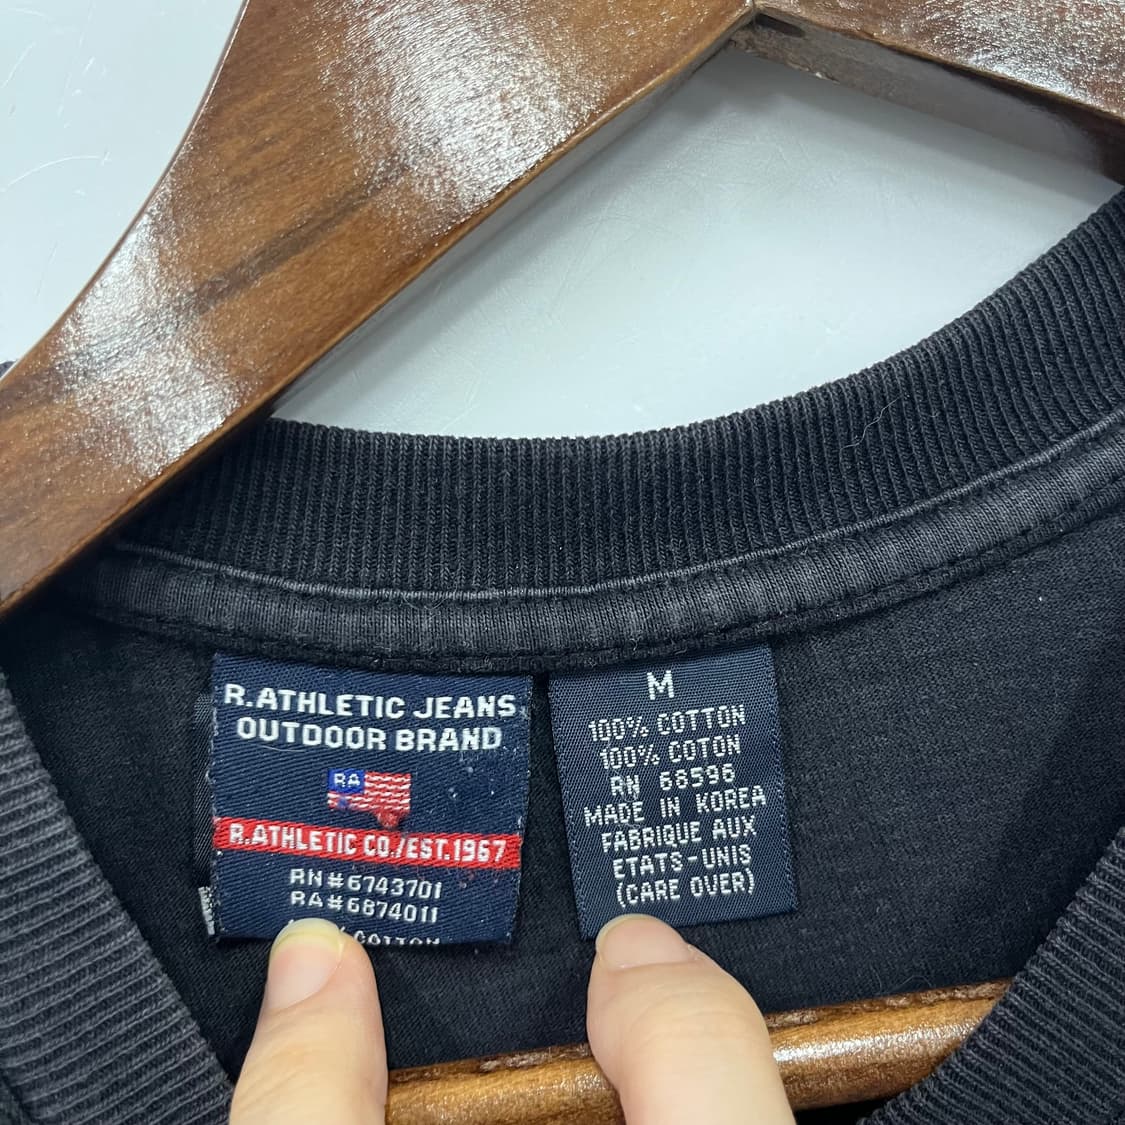 R.ATHLETIC JEANS
OUTDOOR BRAND
RA
R.ATHLETIC CO./EST.1967
RN#6743701
RA#6874011
COTTON
M
100% COTTON
100% COTON
RN 68596
MADE IN KOREA
FABRIQUE AUX
ETATS-UNIS
(CARE OVER)